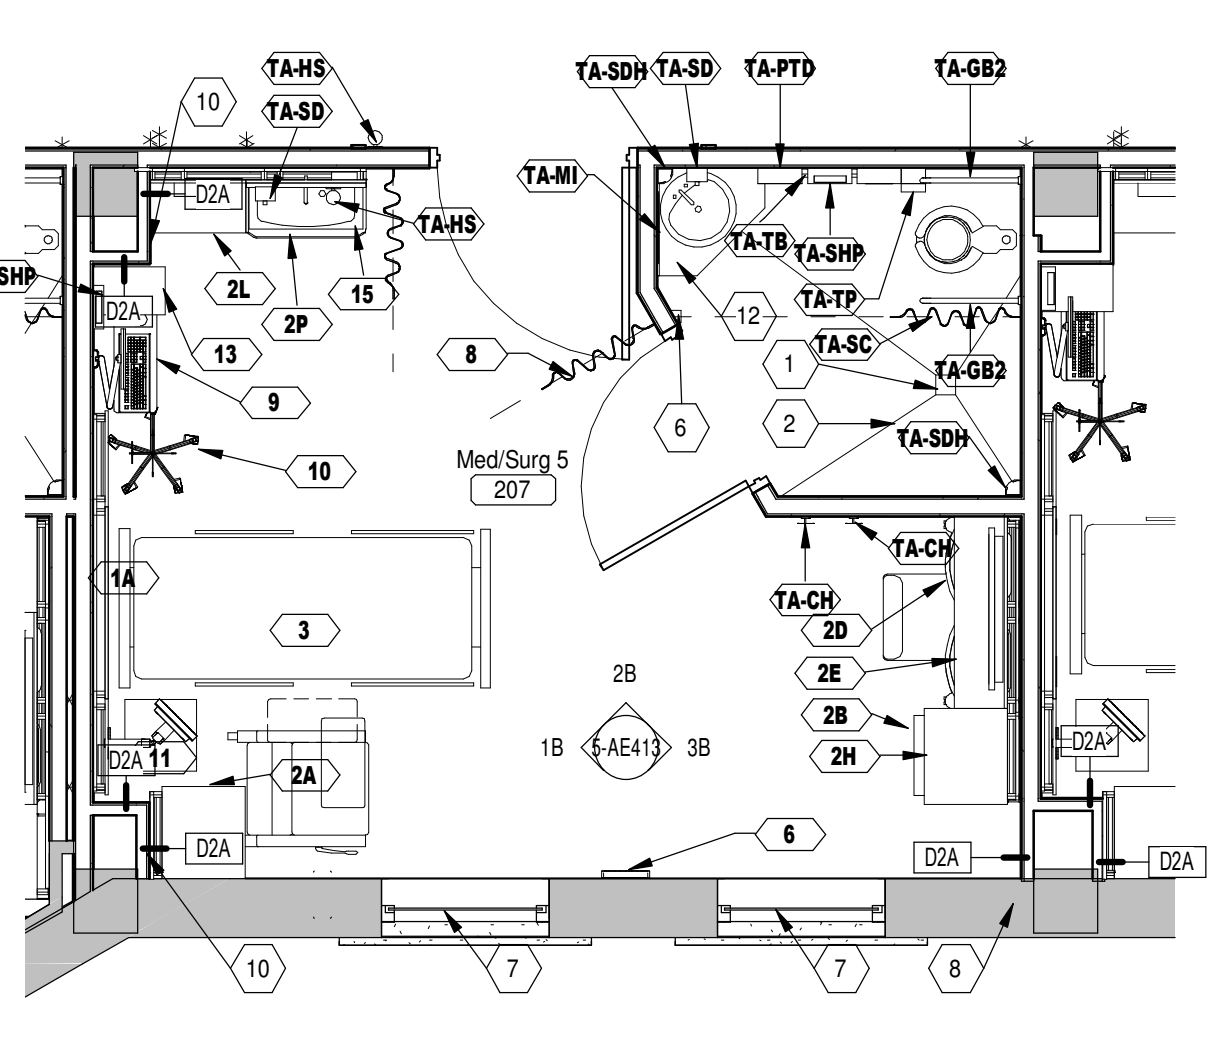 TA-HS
TA-SDH
TA-SD
TA-PTD
TA-GB2
10
TA-SD
TA-MI
D2A
TA-HS
TA-TB
TA-SHP
SHP
2L
15
TA-TP
D2A
2P
12
13
8
TA-SC
1
TA-GB2
9
6
2
TA-SDH
10
Med/Surg 5
207
TA-CH
1A
TA-CH
3
2D
2E
2B
2B
1B
5-AE413
3B
D2A
2H
D2A
11
2A
6
D2A
D2A
D2A
10
7
7
8